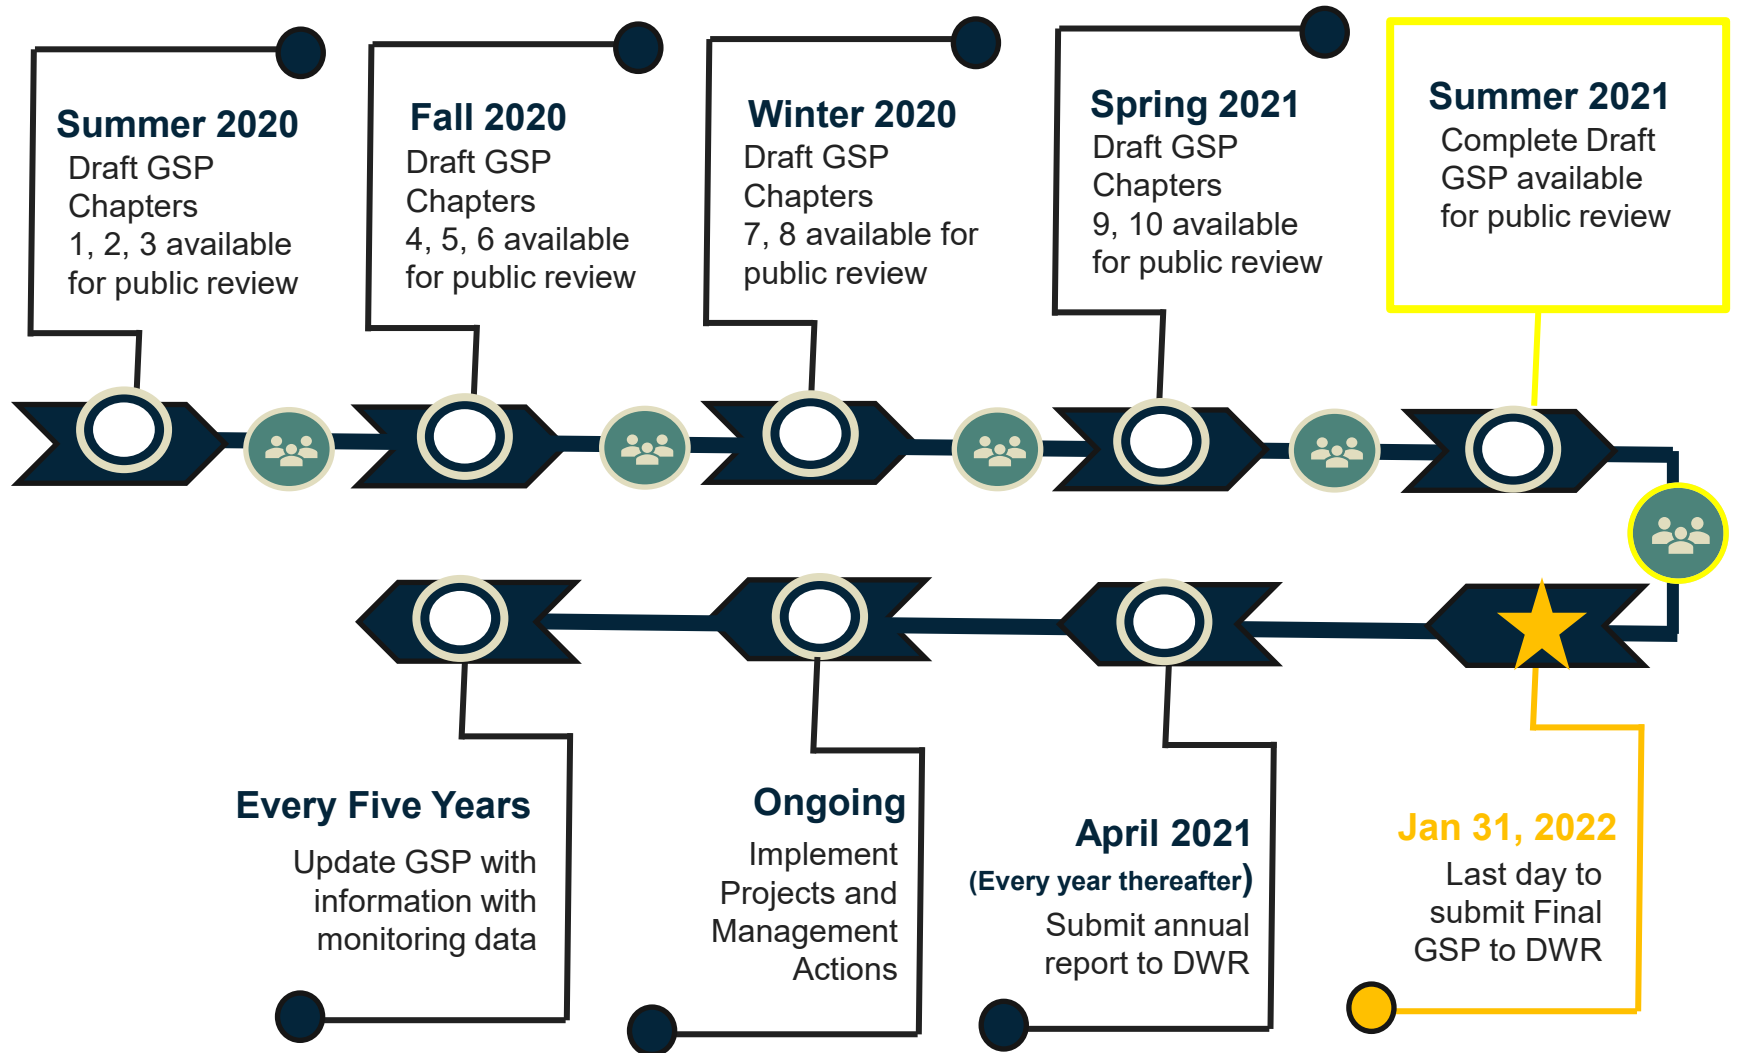 Summer 2020
Draft GSP
Chapters
1, 2, 3 available
for public review
Fall 2020
Draft GSP
Chapters
4, 5, 6 available
for public review
Winter 2020
Draft GSP
Chapters
7, 8 available for
public review
Spring 2021
Draft GSP
Chapters
9, 10 available
for public review
Summer 2021
Complete Draft
GSP available
for public review
Jan 31, 2022
Last day to
submit Final
GSP to DWR
April 2021
(Every year thereafter)
Submit annual
report to DWR
Ongoing
Implement
Projects and
Management
Actions
Every Five Years
Update GSP with
information with
monitoring data